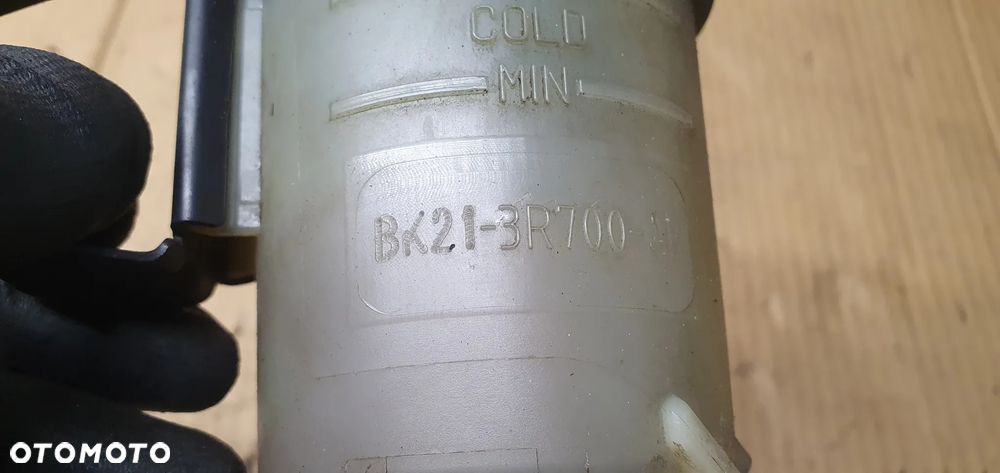 COLD
MIN
BK21-3R700-
OTOMOTO